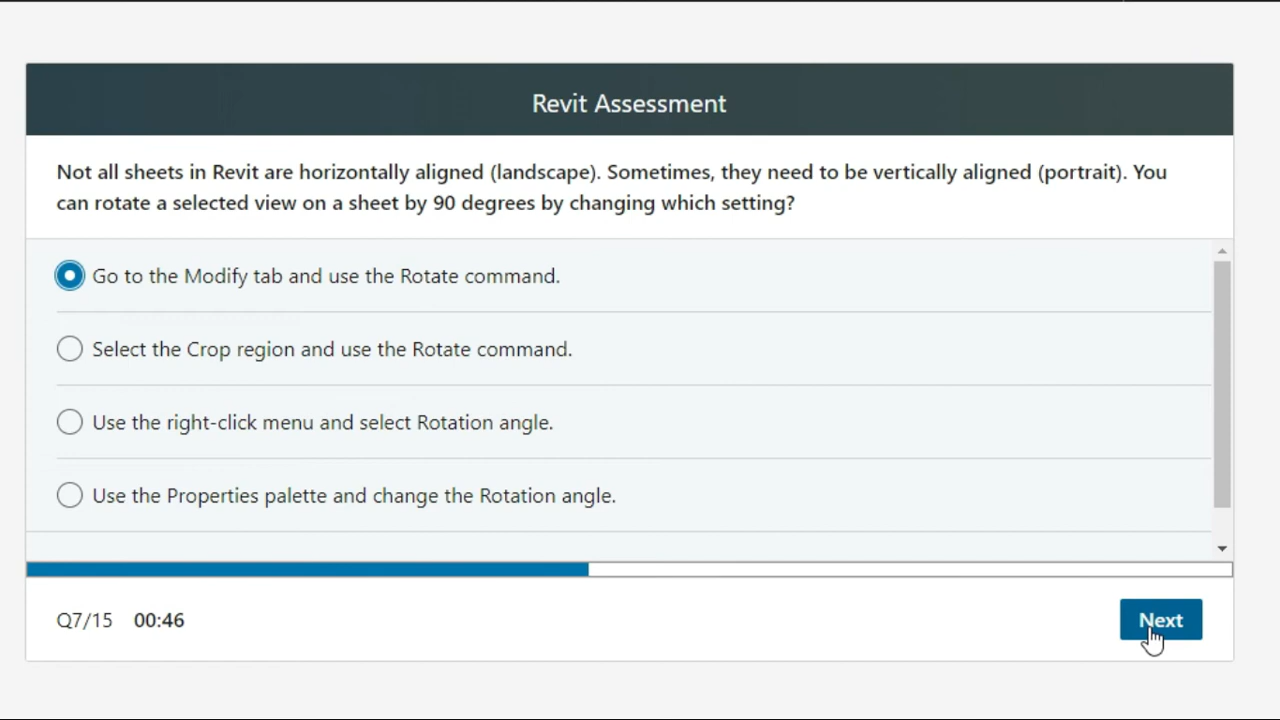 Revit Assessment
Not all sheets in Revit are horizontally aligned (landscape). Sometimes, they need to be vertically aligned (portrait). You
can rotate a selected view on a sheet by 90 degrees by changing which setting?
Go to the Modify tab and use the Rotate command.
Select the Crop region and use the Rotate command.
Use the right-click menu and select Rotation angle.
Use the Properties palette and change the Rotation angle.
Q7/15 00:46
Next